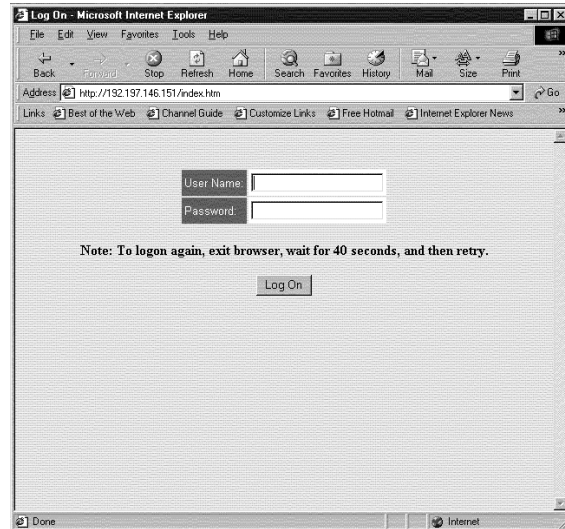 Log On - Microsoft Internet Explorer
File Edit View Favorites Tools Help
Back Forward Stop Refresh Home Search Favorites History Mail Size Print »
Address http://192.197.146.151/index.htm Go
Links Best of the Web Channel Guide Customize Links Free Hotmail Internet Explorer News »
User Name:
Password:
Note: To logon again, exit browser, wait for 40 seconds, and then retry.
Log On
Done Internet